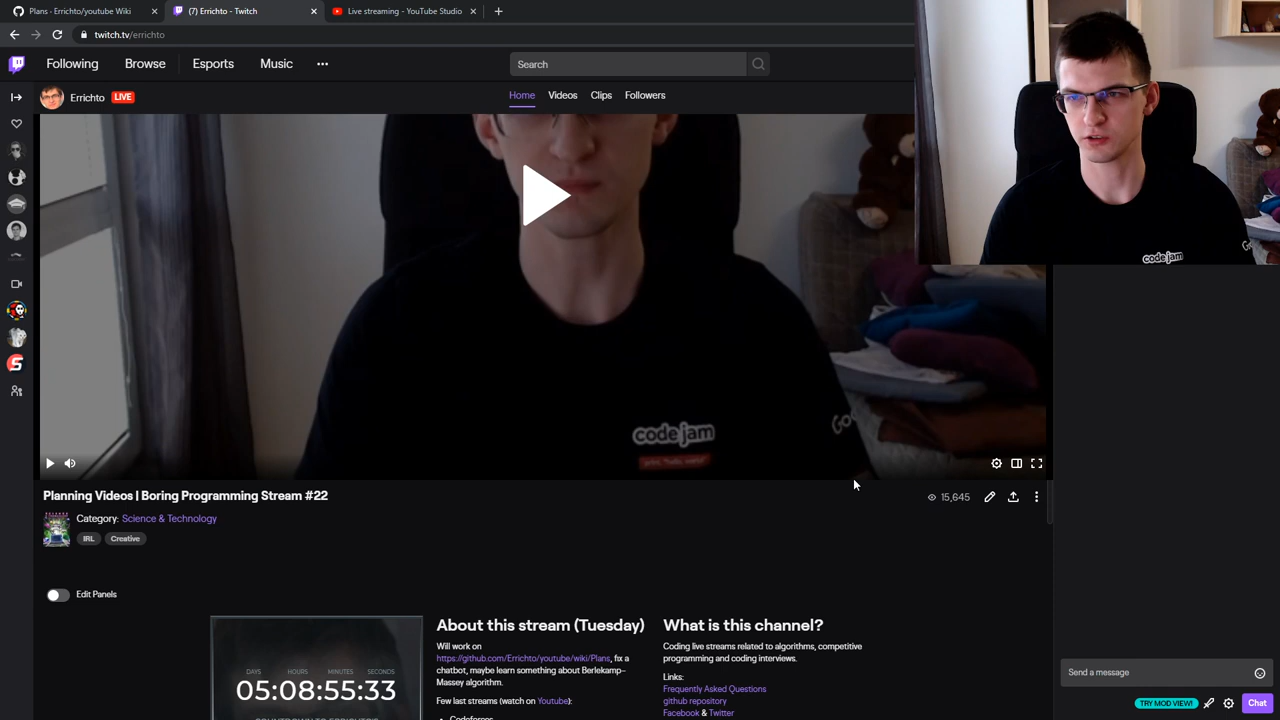 Plans - Errichto/youtube Wiki
(7) Errichto - Twitch
Live streaming - YouTube Studio
twitch.tv/errichto
Following
Browse
Esports
Music
Search
Errichto
LIVE
Home
Videos
Clips
Followers
codejam
codejam
Planning Videos | Boring Programming Stream #22
15,645
Category: Science & Technology
IRL
Creative
Edit Panels
DAYS HOURS MINUTES SECONDS
05:08:55:33
About this stream (Tuesday)
Will work on
https://github.com/Errichto/youtube/wiki/Plans, fix a
chatbot, maybe learn something about Berlekamp–
Massey algorithm.
Few last streams (watch on Youtube):
What is this channel?
Coding live streams related to algorithms, competitive
programming and coding interviews.
Links:
Frequently Asked Questions
github repository
Facebook & Twitter
Send a message
TRY MOD VIEW!
Chat